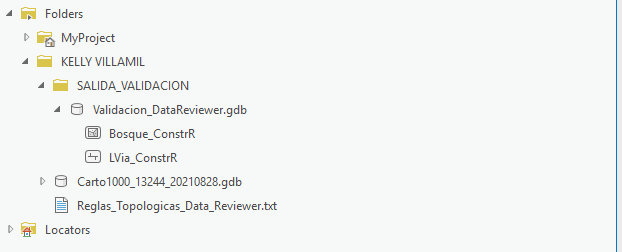 Folders
MyProject
KELLY VILLAMIL
SALIDA_VALIDACION
Validacion_DataReviewer.gdb
Bosque_ConstrR
LVia_ConstrR
Carto1000_13244_20210828.gdb
Reglas_Topologicas_Data_Reviewer.txt
Locators